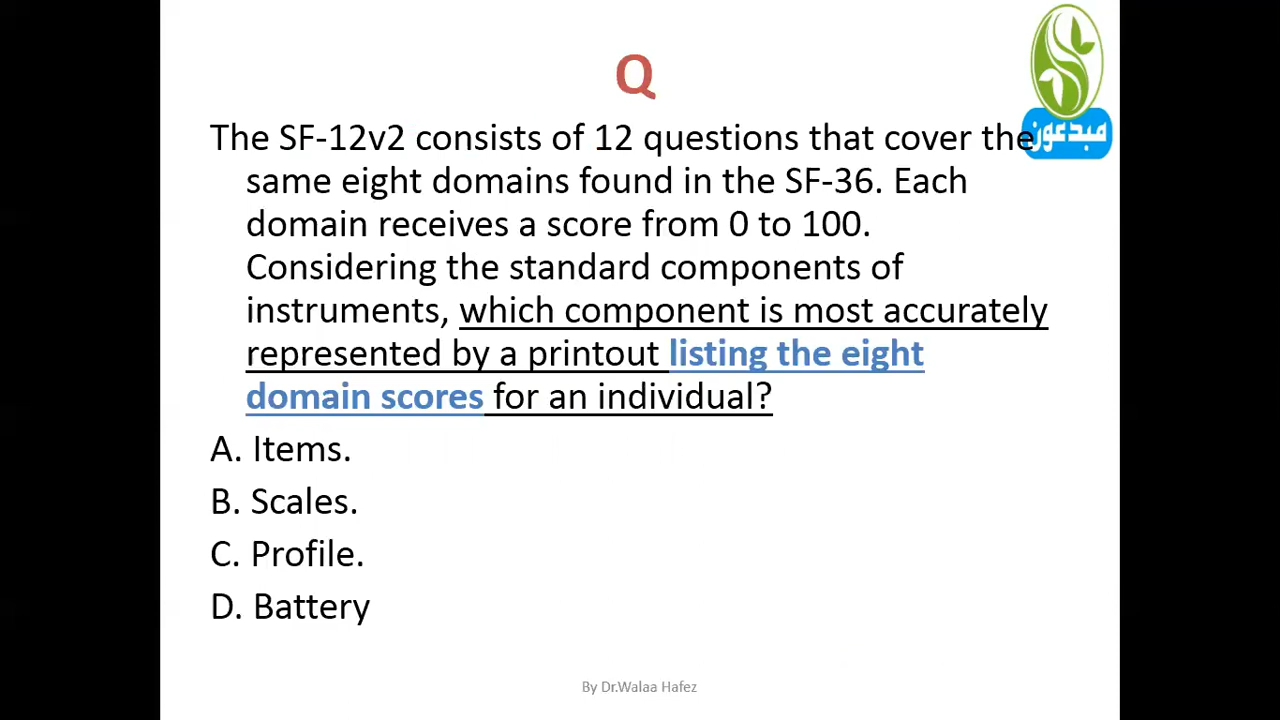 Q
The SF-12v2 consists of 12 questions that cover the
مبدعون
same eight domains found in the SF-36. Each
domain receives a score from 0 to 100.
Considering the standard components of
instruments, which component is most accurately
represented by a printout listing the eight
domain scores for an individual?
A. Items.
B. Scales.
C. Profile.
D. Battery
By Dr.Walaa Hafez